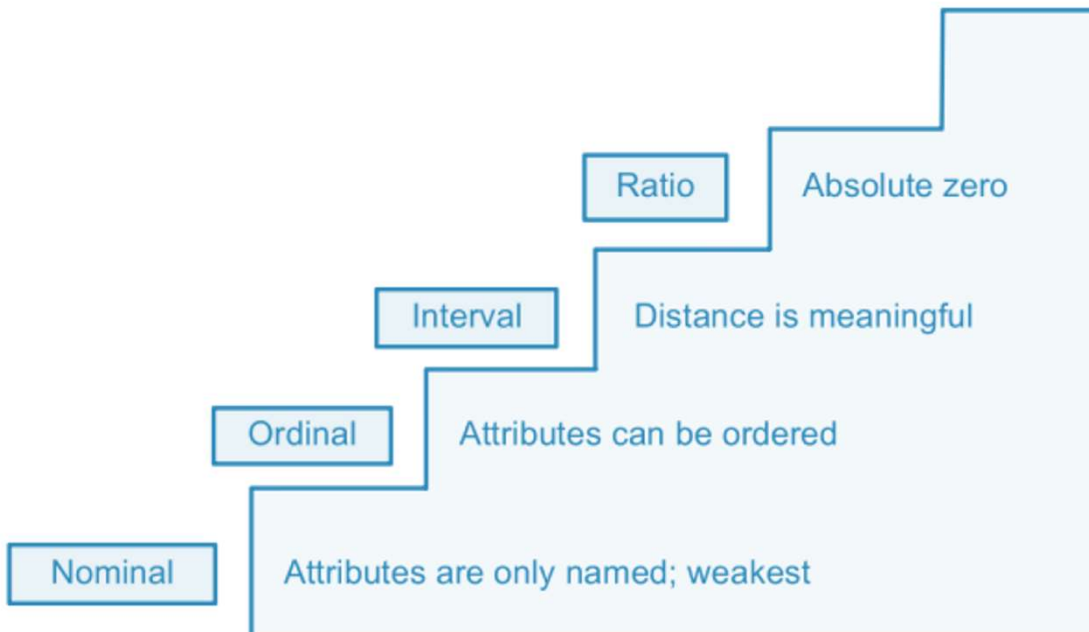 Ratio
Absolute zero
Interval
Distance is meaningful
Ordinal
Attributes can be ordered
Nominal
Attributes are only named; weakest